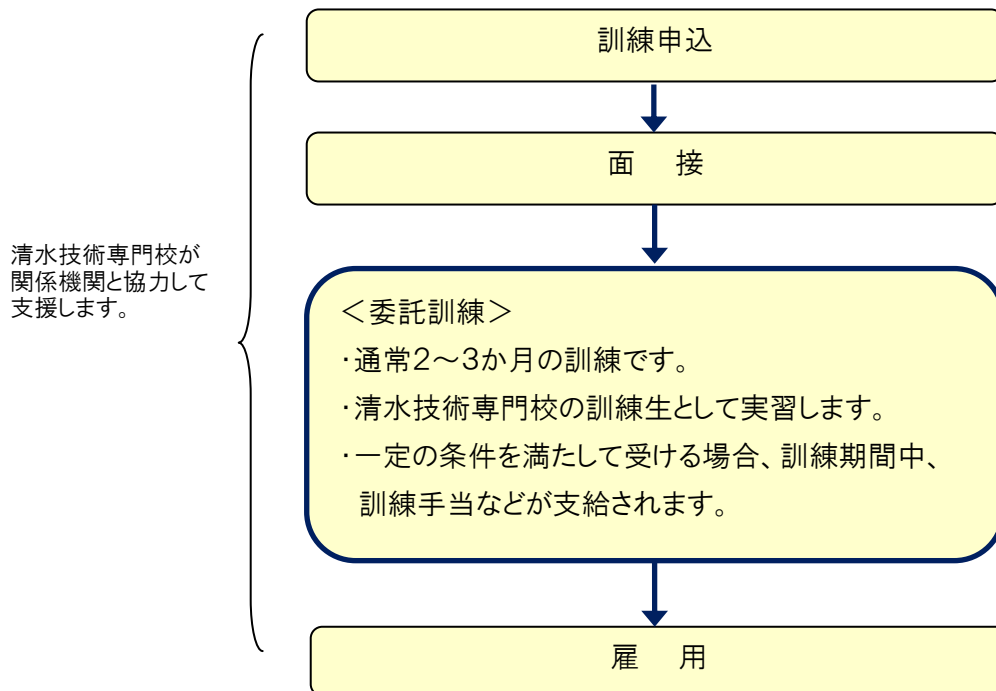 訓練申込
面　接
清水技術専門校が
関係機関と協力して
支援します。
＜委託訓練＞
・通常２～３か月の訓練です。
・清水技術専門校の訓練生として実習します。
・一定の条件を満たして受ける場合、訓練期間中、
訓練手当などが支給されます。
雇　用